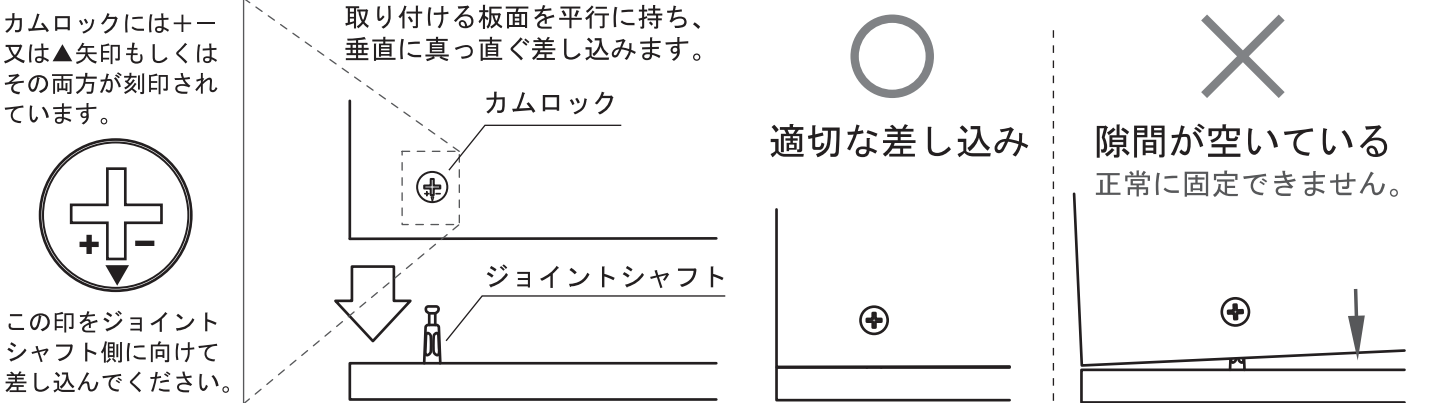 カムロックには＋−
又は▲矢印もしくは
その両方が刻印され
ています。
+ −
この印をジョイント
シャフト側に向けて
差し込んでください。
取り付ける板面を平行に持ち、
垂直に真っ直ぐ差し込みます。
カムロック
ジョイントシャフト
適切な差し込み
隙間が空いている
正常に固定できません。